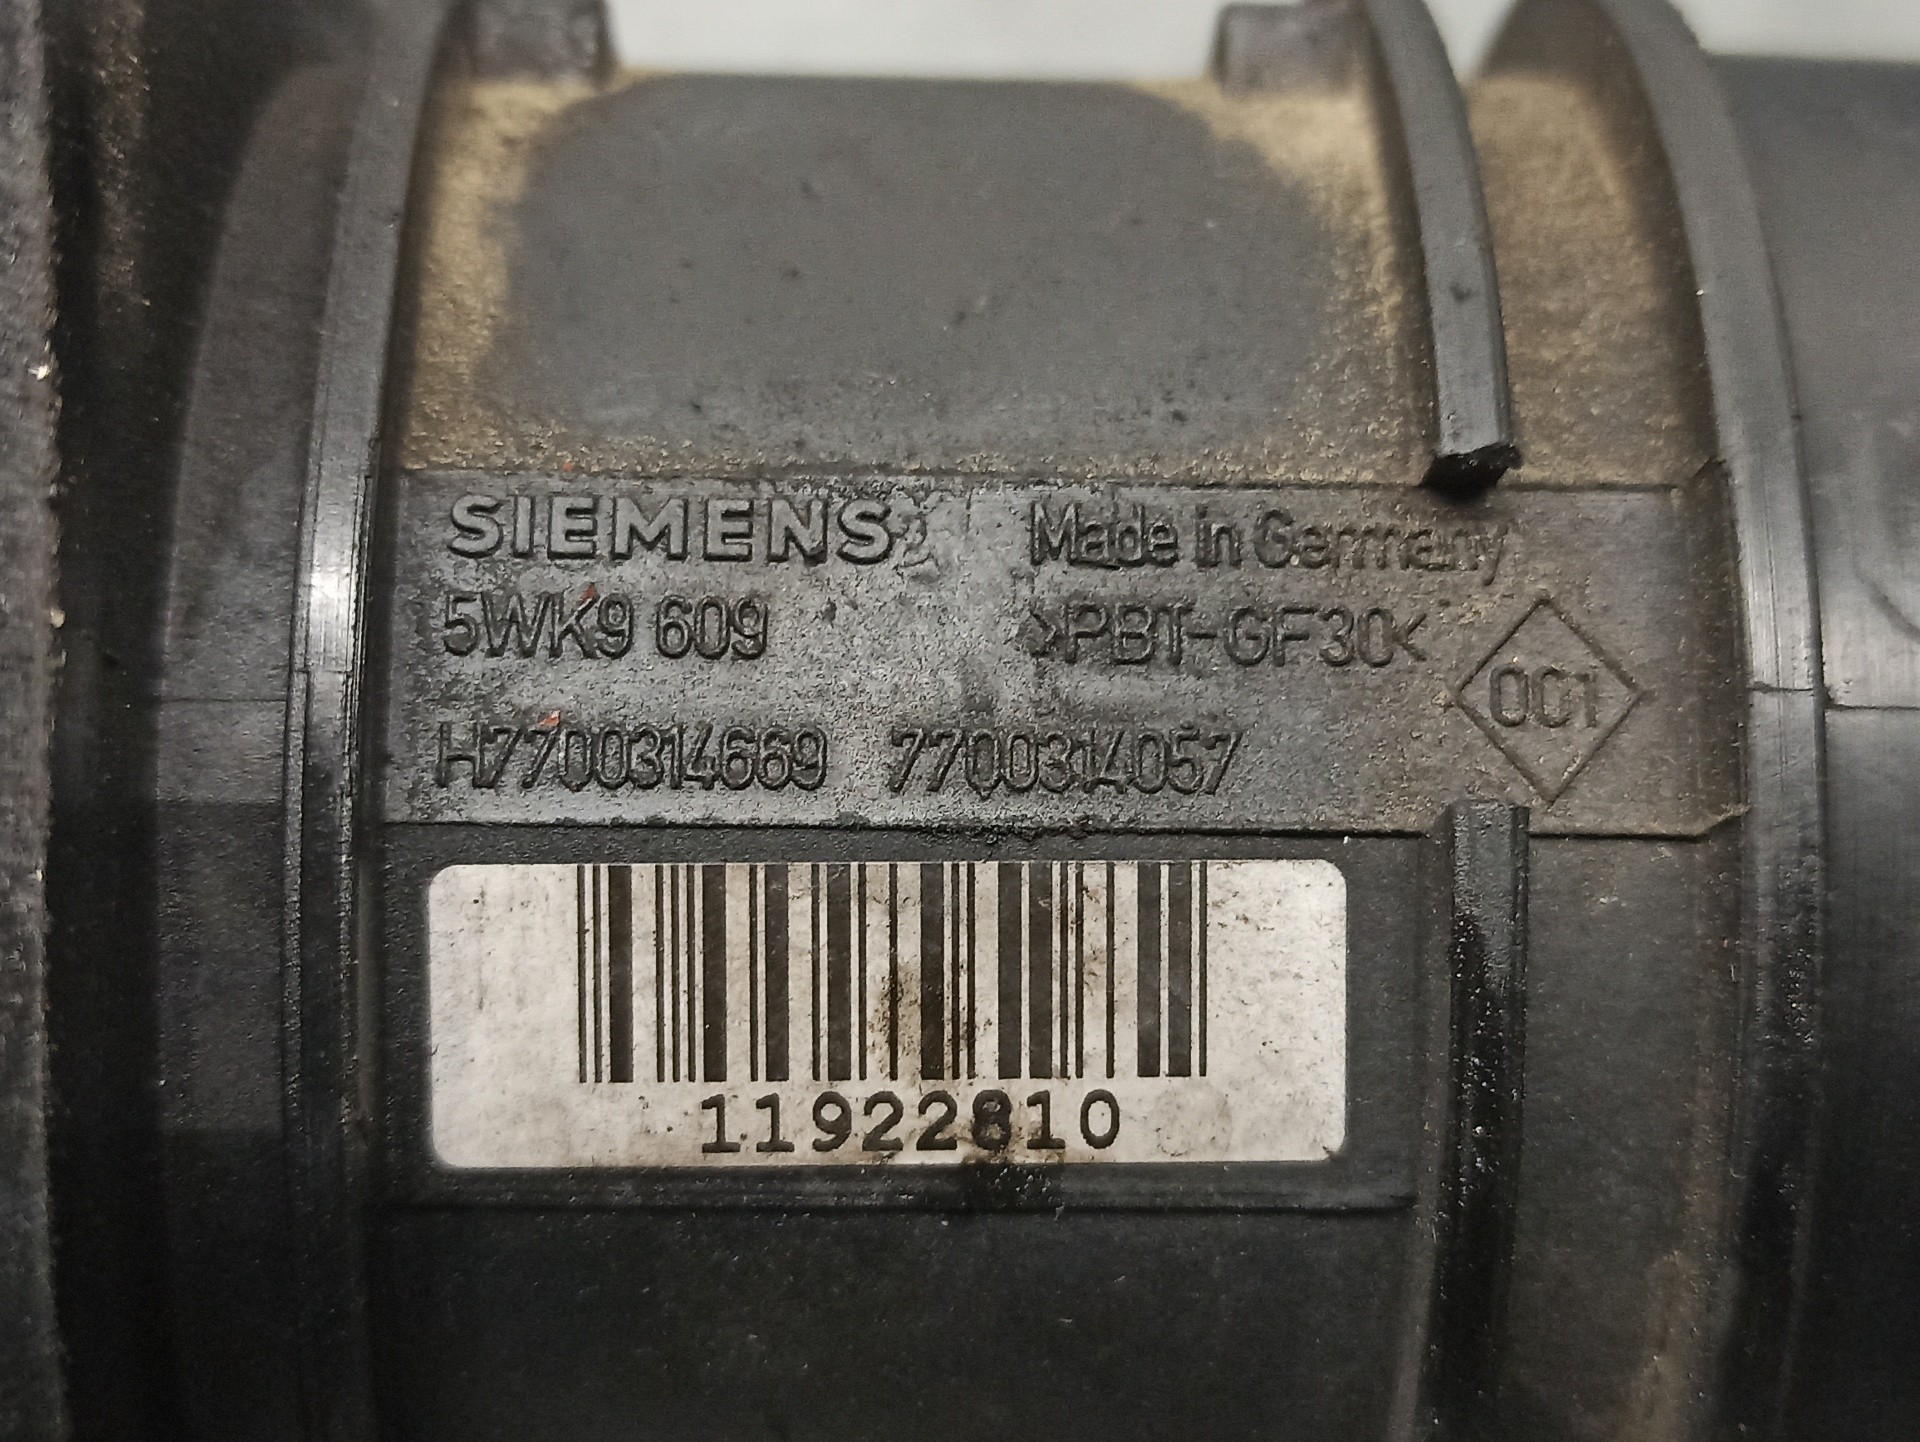 SIEMENS Made in Germany
5WK9 609 >PBT-GF30<
001
H7700314669 7700314057
11922810